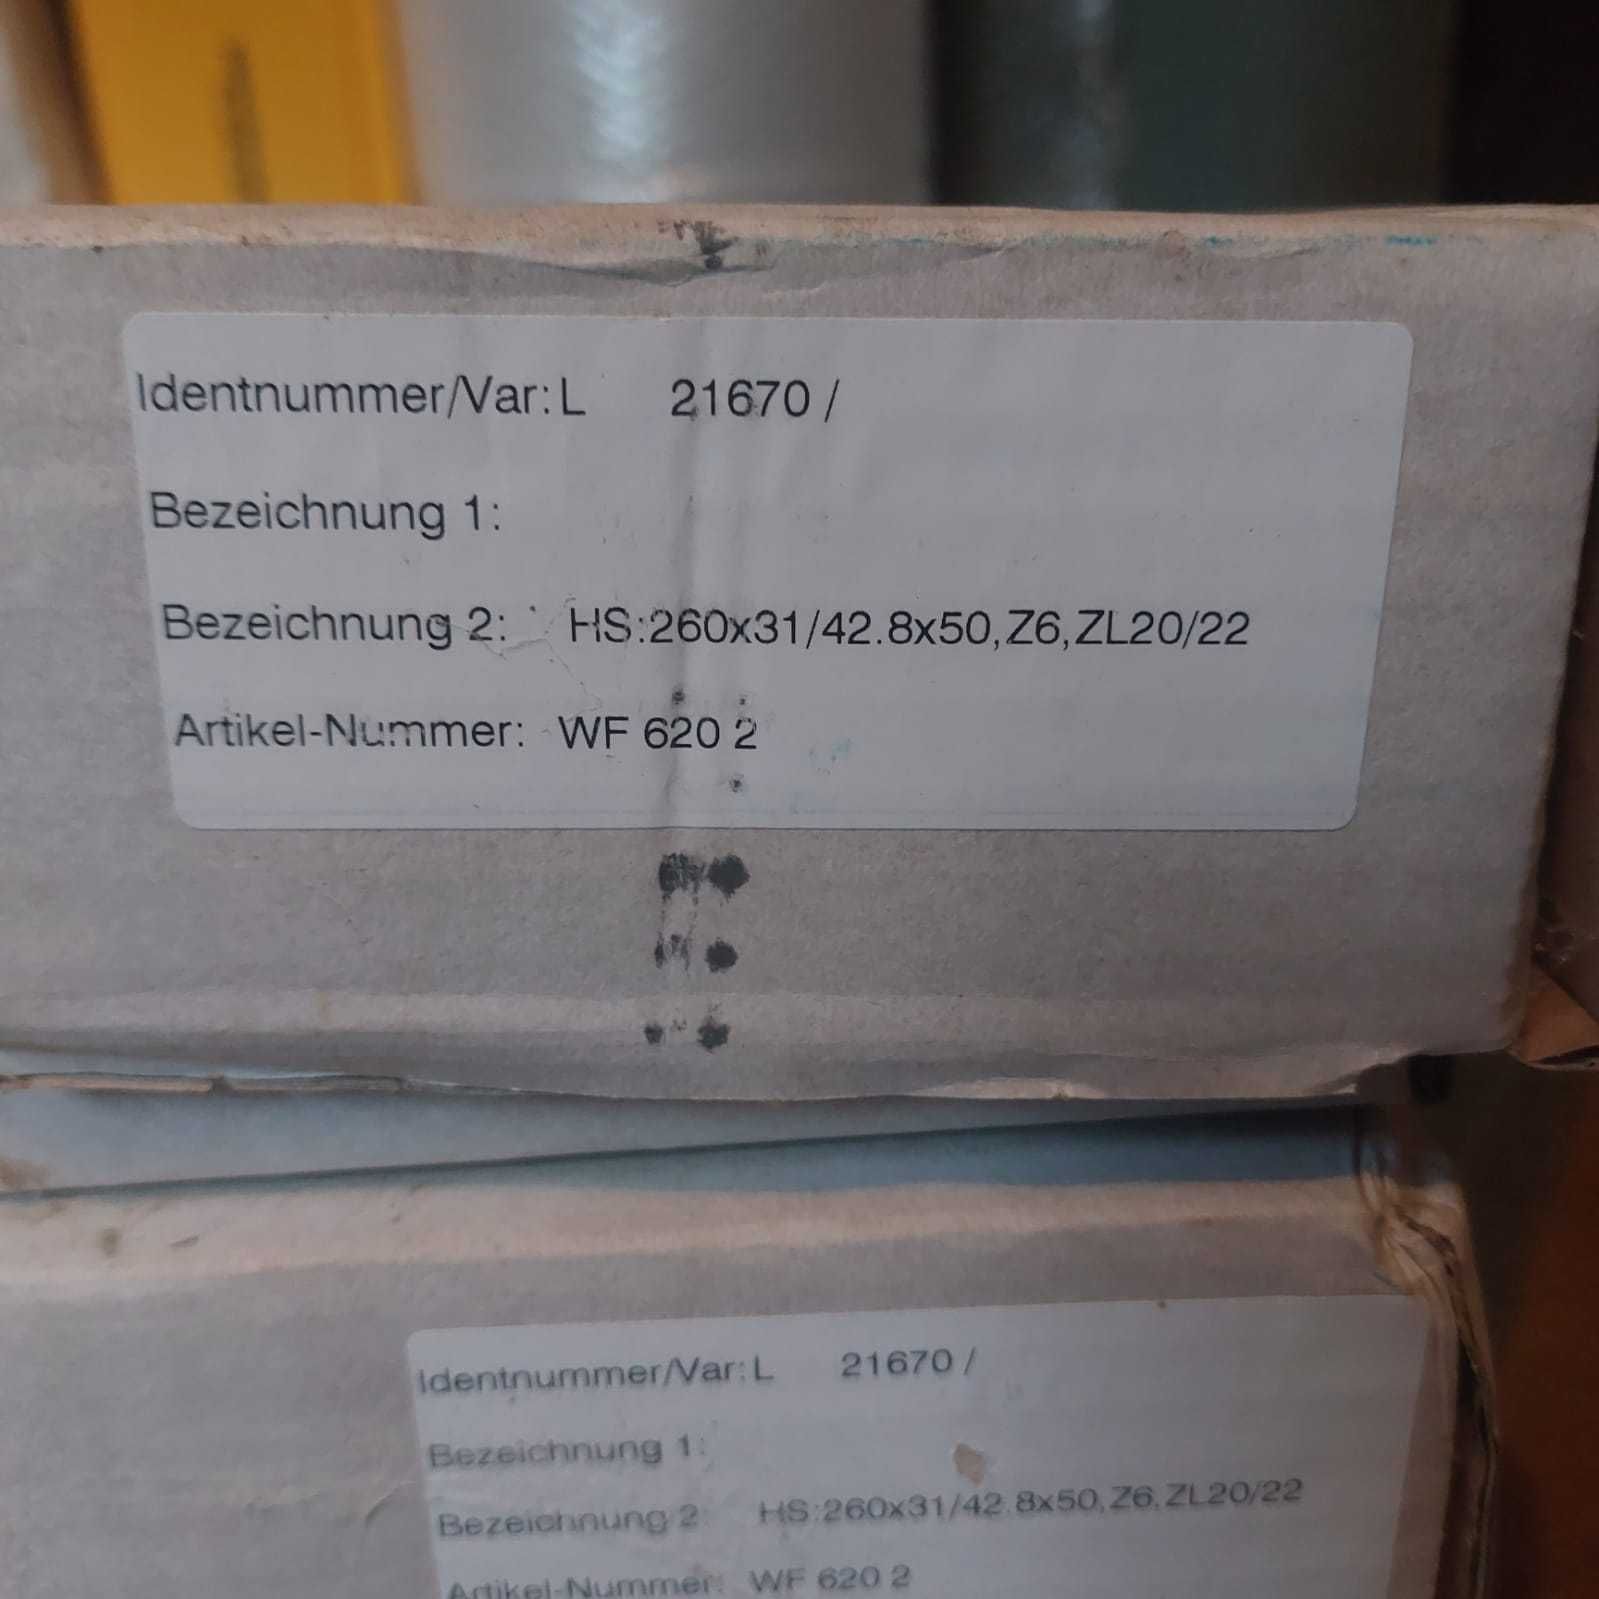 Identnummer/Var: L 21670 /
Bezeichnung 1:
Bezeichnung 2: HS:260x31/42.8x50,Z6,ZL20/22
Artikel-Nummer: WF 620 2
Identnummer/Var: L 21670 /
Bezeichnung 1:
Bezeichnung 2: HS:260x31/42.8x50,Z6,ZL20/22
Artikel-Nummer: WF 620 2